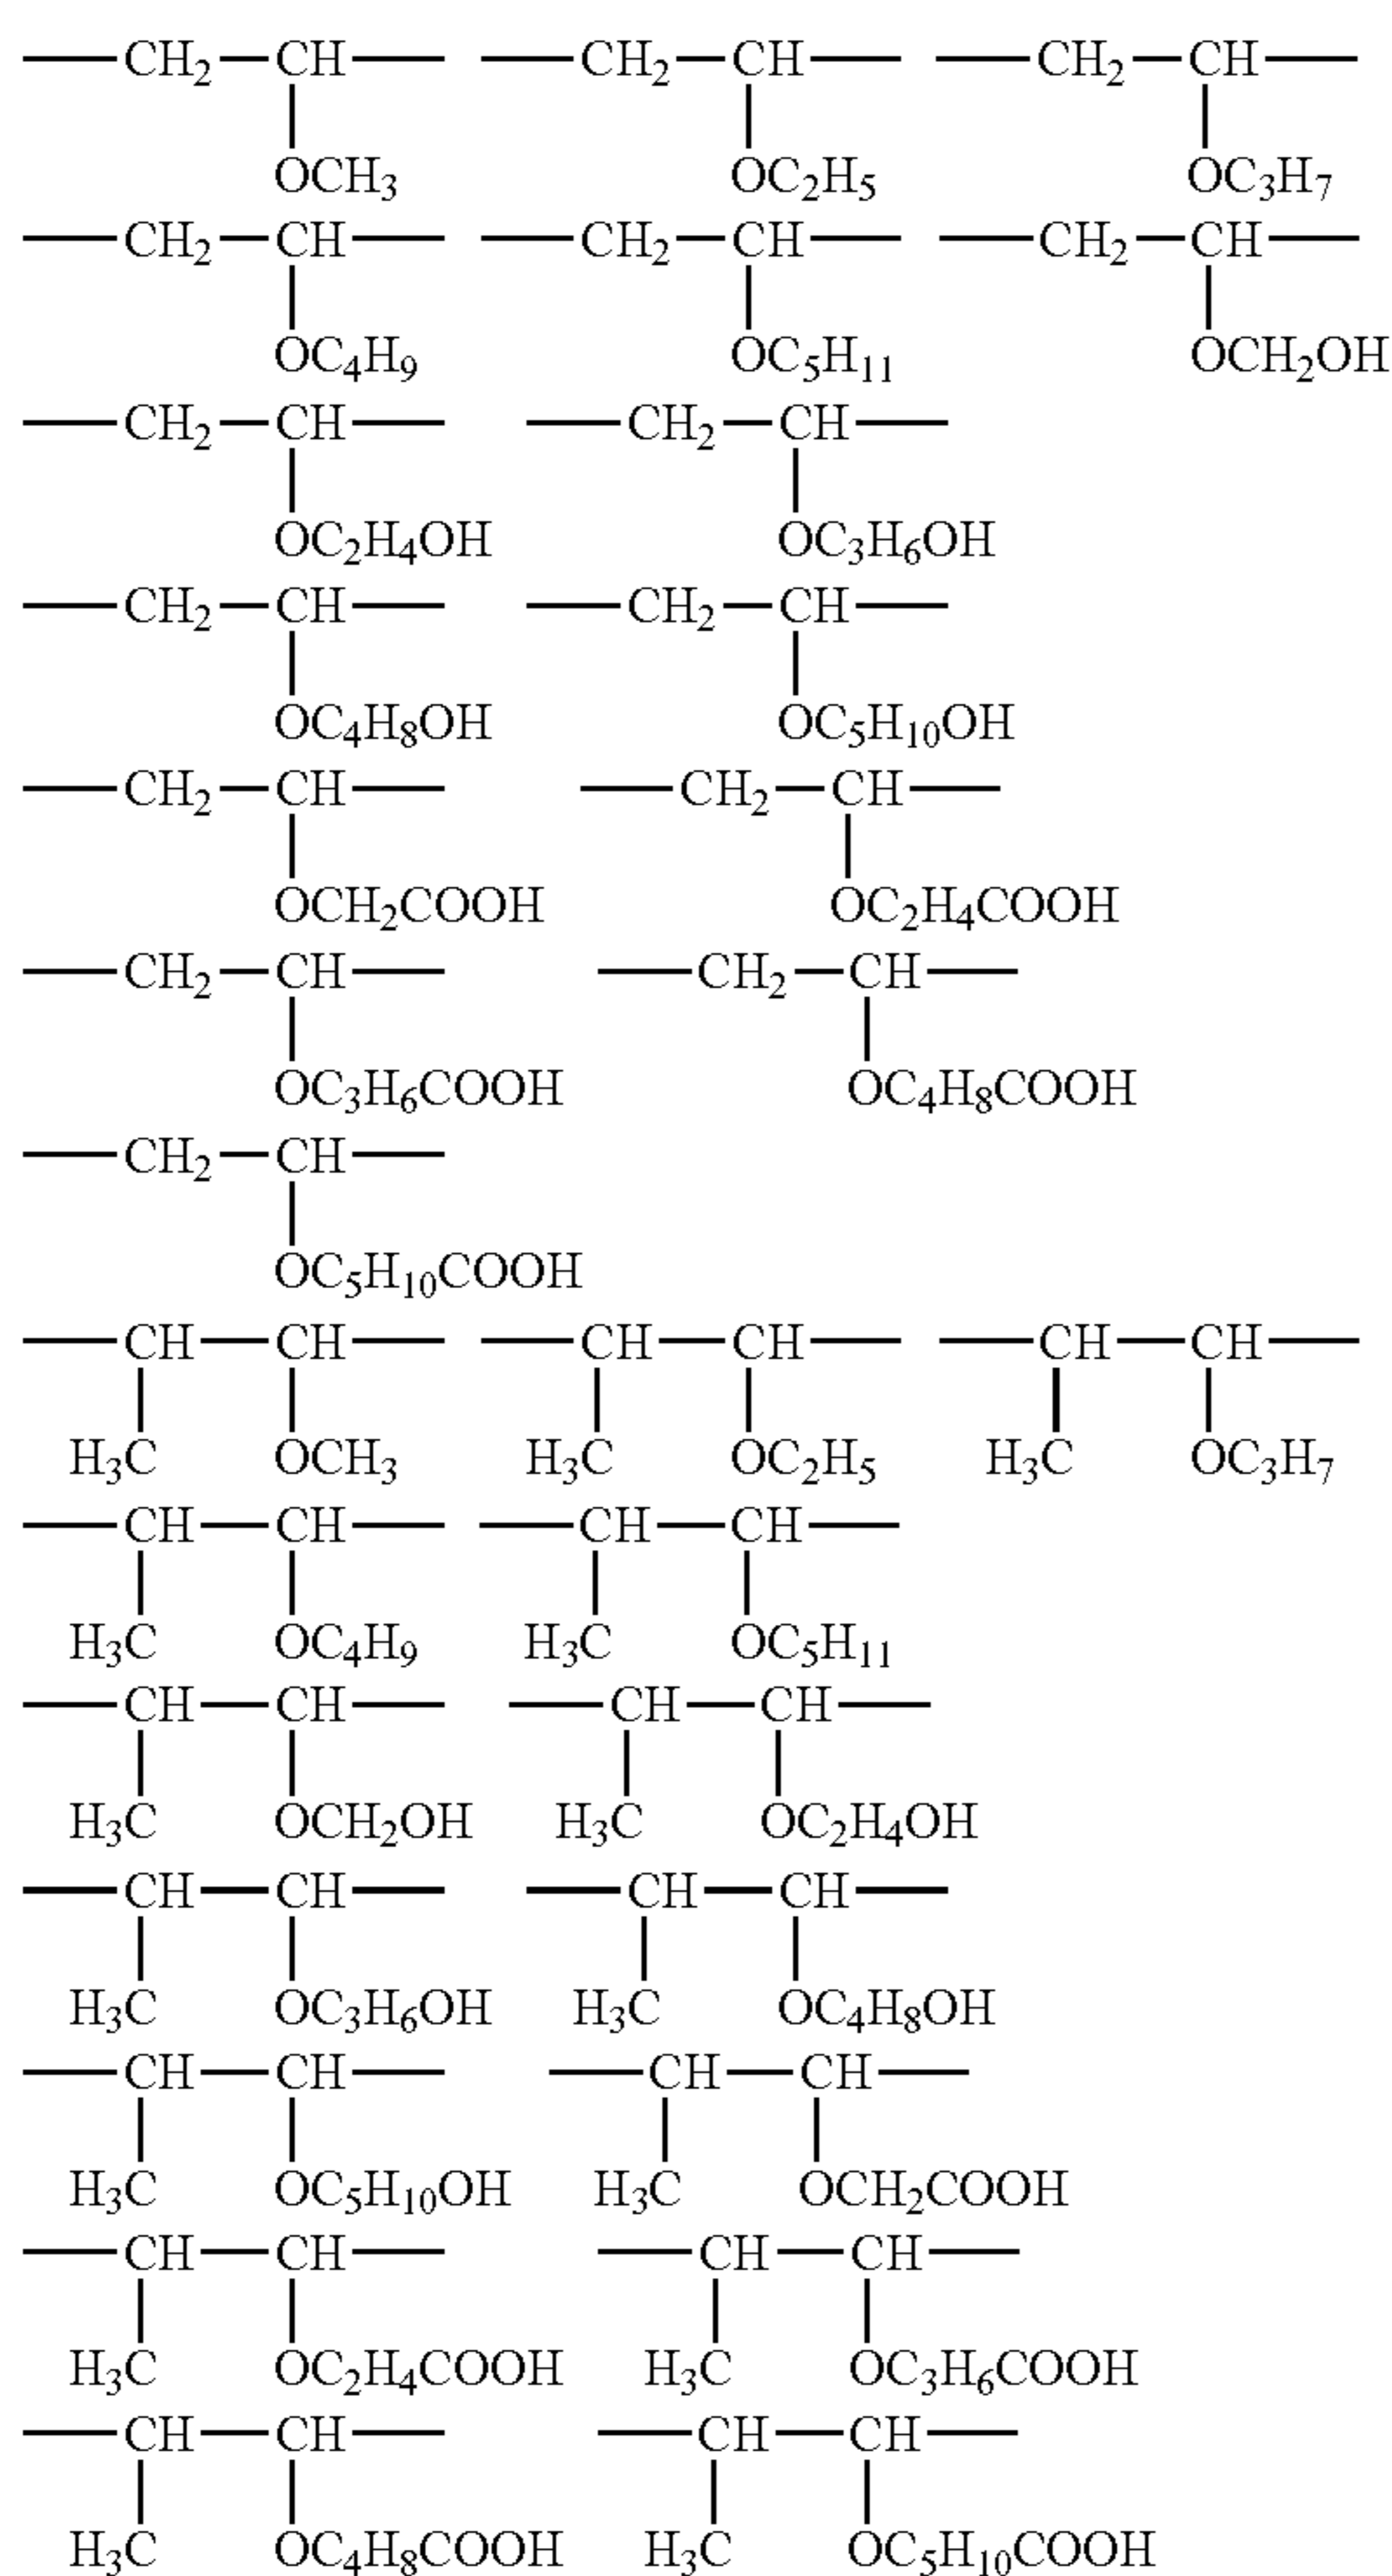 —CH₂—CH— —CH₂—CH— —CH₂—CH—
OCH₃ OC₂H₅ OC₃H₇
—CH₂—CH— —CH₂—CH— —CH₂—CH—
OC₄H₉ OC₅H₁₁ OCH₂OH
—CH₂—CH— —CH₂—CH—
OC₂H₄OH OC₃H₆OH
—CH₂—CH— —CH₂—CH—
OC₄H₈OH OC₅H₁₀OH
—CH₂—CH— —CH₂—CH—
OCH₂COOH OC₂H₄COOH
—CH₂—CH— —CH₂—CH—
OC₃H₆COOH OC₄H₈COOH
—CH₂—CH—
OC₅H₁₀COOH
—CH—CH— —CH—CH— —CH—CH—
H₃C OCH₃ H₃C OC₂H₅ H₃C OC₃H₇
—CH—CH— —CH—CH—
H₃C OC₄H₉ H₃C OC₅H₁₁
—CH—CH— —CH—CH—
H₃C OCH₂OH H₃C OC₂H₄OH
—CH—CH— —CH—CH—
H₃C OC₃H₆OH H₃C OC₄H₈OH
—CH—CH— —CH—CH—
H₃C OC₅H₁₀OH H₃C OCH₂COOH
—CH—CH— —CH—CH—
H₃C OC₂H₄COOH H₃C OC₃H₆COOH
—CH—CH— —CH—CH—
H₃C OC₄H₈COOH H₃C OC₅H₁₀COOH